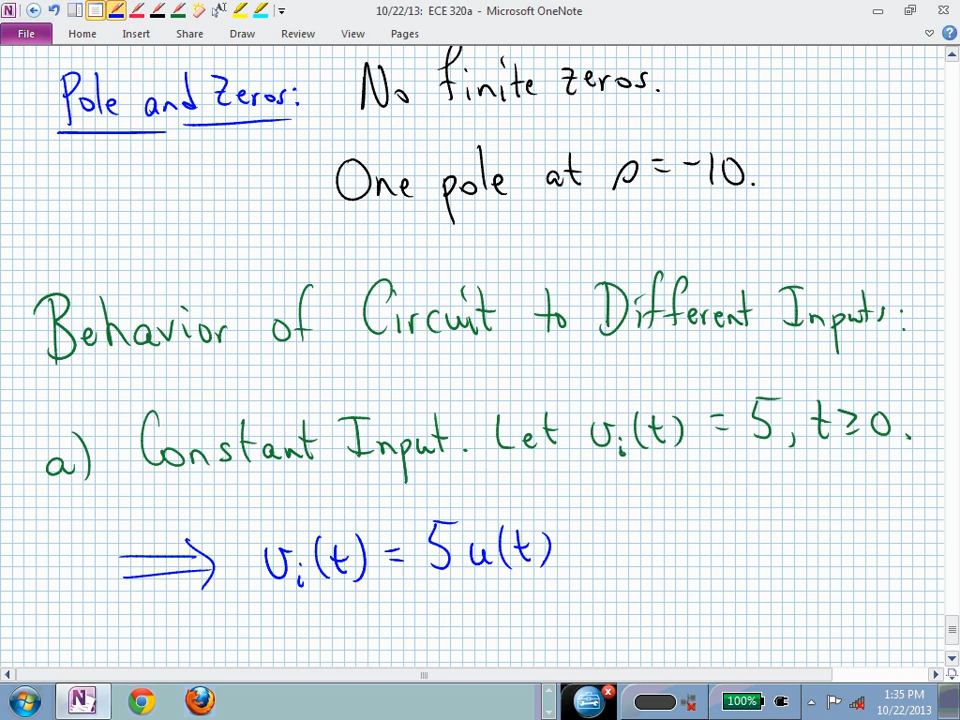 10/22/13: ECE 320a - Microsoft OneNote
File Home Insert Share Draw Review View Pages
Pole and Zeros: No finite zeros.
One pole at s = -10.
Behavior of Circuit to Different Inputs:
a) Constant Input. Let vᵢ(t) = 5, t ≥ 0.
⟹ vᵢ(t) = 5 u(t)
100%
1:35 PM
10/22/2013